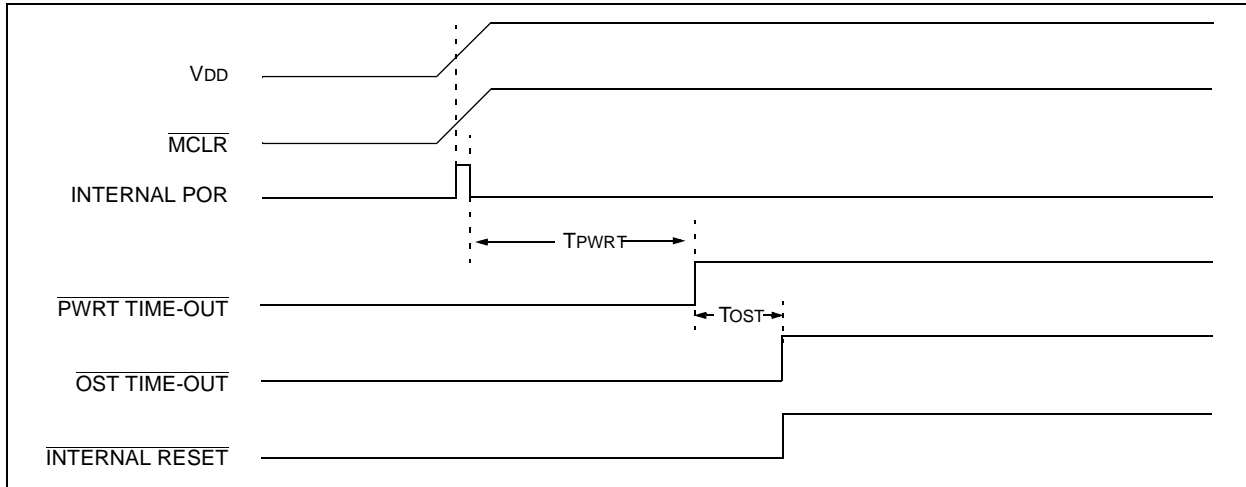 VDD
MCLR
INTERNAL POR
TPWRT
PWRT TIME-OUT
TOST
OST TIME-OUT
INTERNAL RESET